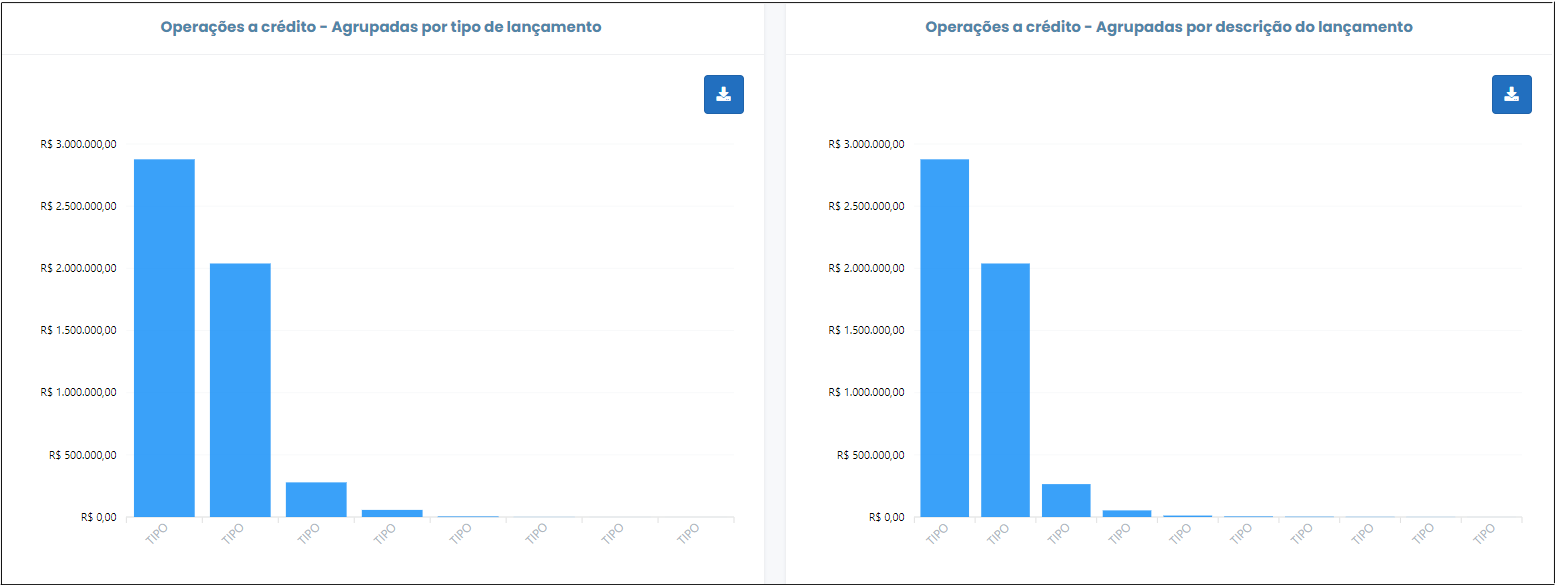 Operações a crédito - Agrupadas por tipo de lançamento
R$ 3.000.000,00
R$ 2.500.000,00
R$ 2.000.000,00
R$ 1.500.000,00
R$ 1.000.000,00
R$ 500.000,00
R$ 0,00
TIPO TIPO TIPO TIPO TIPO TIPO TIPO TIPO
Operações a crédito - Agrupadas por descrição do lançamento
R$ 3.000.000,00
R$ 2.500.000,00
R$ 2.000.000,00
R$ 1.500.000,00
R$ 1.000.000,00
R$ 500.000,00
R$ 0,00
TIPO TIPO TIPO TIPO TIPO TIPO TIPO TIPO TIPO TIPO